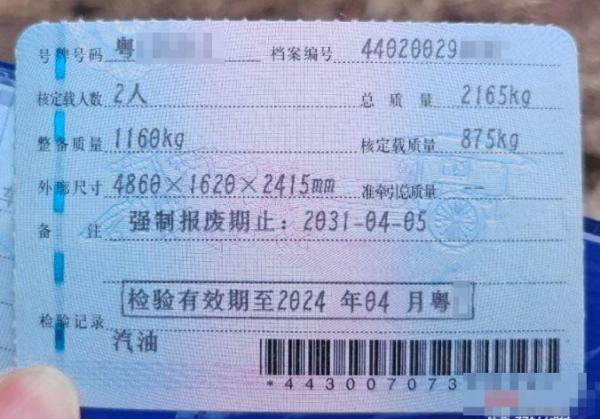 号牌号码 粤 档案编号 44020029
核定载人数 2人 总质量 2165kg
整备质量 1160kg 核定载质量 875kg
外廓尺寸 4860×1620×2415mm 准牵引总质量 --
备注 强制报废期止：2031-04-05
检验有效期至2024 年04 月粤
检验记录
汽油
*443007073